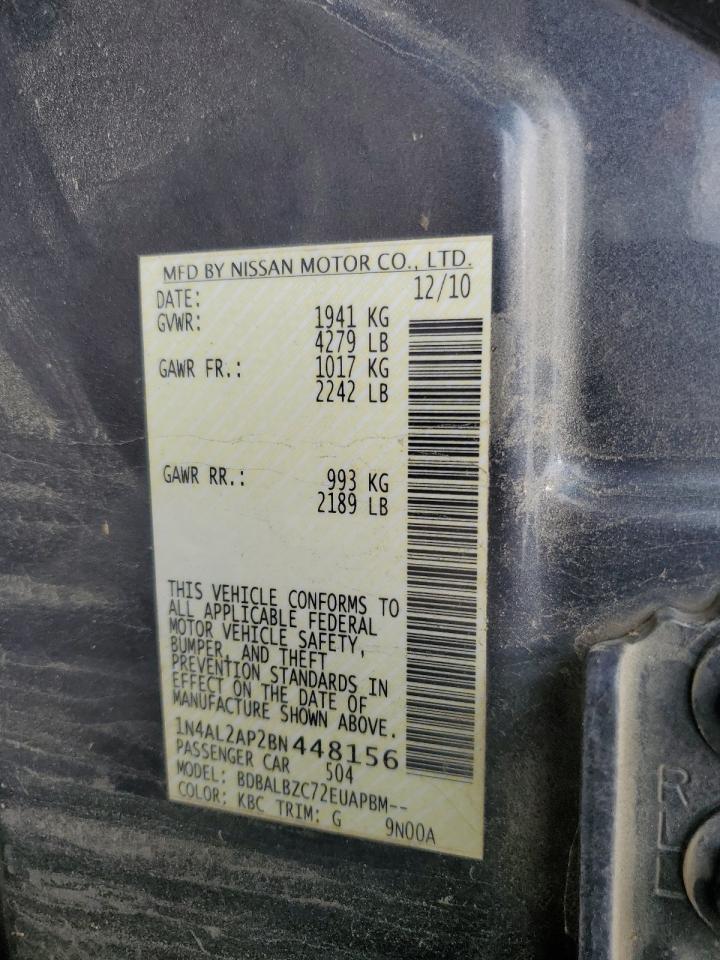 MFD BY NISSAN MOTOR CO., LTD.
DATE: 12/10
GVWR: 1941 KG
4279 LB
GAWR FR.: 1017 KG
2242 LB
GAWR RR.: 993 KG
2189 LB
THIS VEHICLE CONFORMS TO
ALL APPLICABLE FEDERAL
MOTOR VEHICLE SAFETY,
BUMPER, AND THEFT
PREVENTION STANDARDS IN
EFFECT ON THE DATE OF
MANUFACTURE SHOWN ABOVE.
1N4AL2AP2BN448156
PASSENGER CAR 504
MODEL: BDBALBZC72EUAPBM--
COLOR: KBC TRIM: G 9N00A